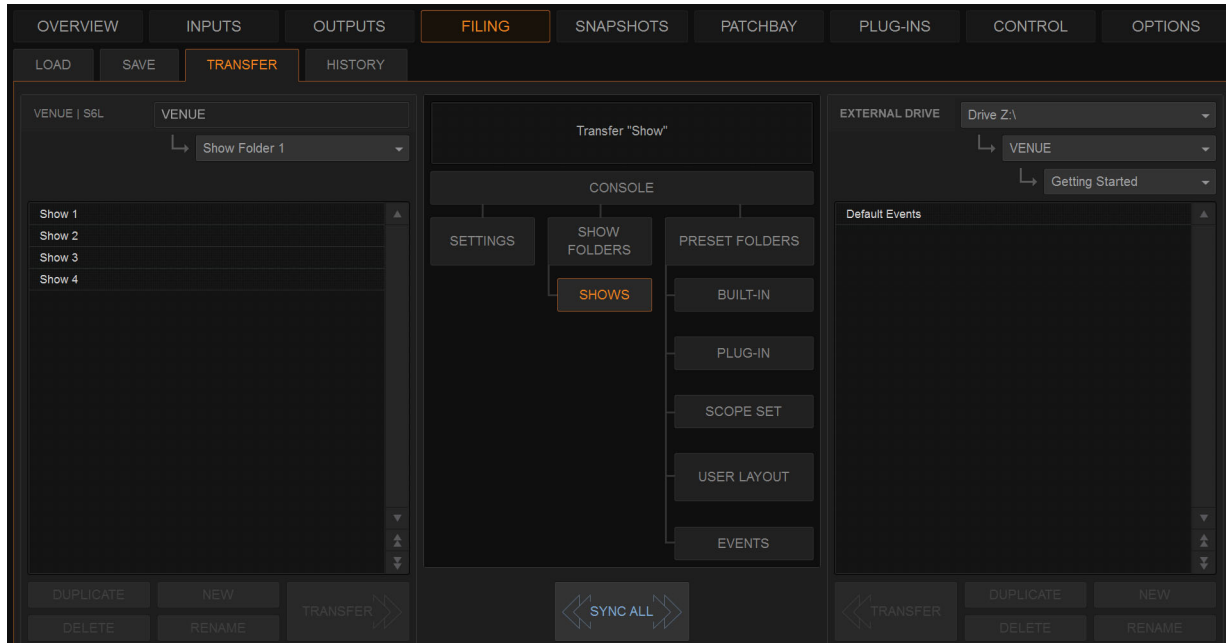 OVERVIEW INPUTS OUTPUTS FILING SNAPSHOTS PATCHBAY PLUG-INS CONTROL OPTIONS
LOAD SAVE TRANSFER HISTORY
VENUE | S6L VENUE
Show Folder 1
Show 1
Show 2
Show 3
Show 4
DUPLICATE NEW
TRANSFER
DELETE RENAME
Transfer "Show"
CONSOLE
SETTINGS
SHOW
FOLDERS
PRESET FOLDERS
SHOWS
BUILT-IN
PLUG-IN
SCOPE SET
USER LAYOUT
EVENTS
SYNC ALL
EXTERNAL DRIVE Drive Z:\
VENUE
Getting Started
Default Events
TRANSFER
DUPLICATE NEW
DELETE RENAME